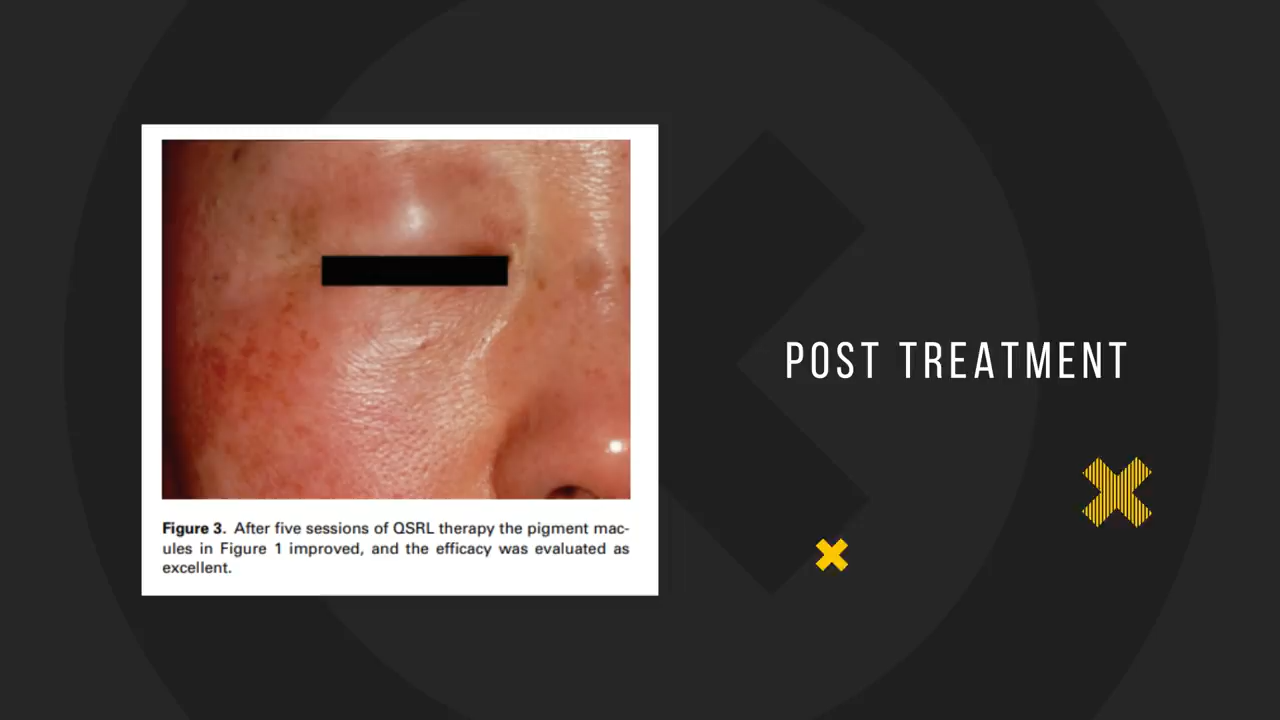 Figure 3. After five sessions of QSRL therapy the pigment mac-
ules in Figure 1 improved, and the efficacy was evaluated as
excellent.
POST TREATMENT